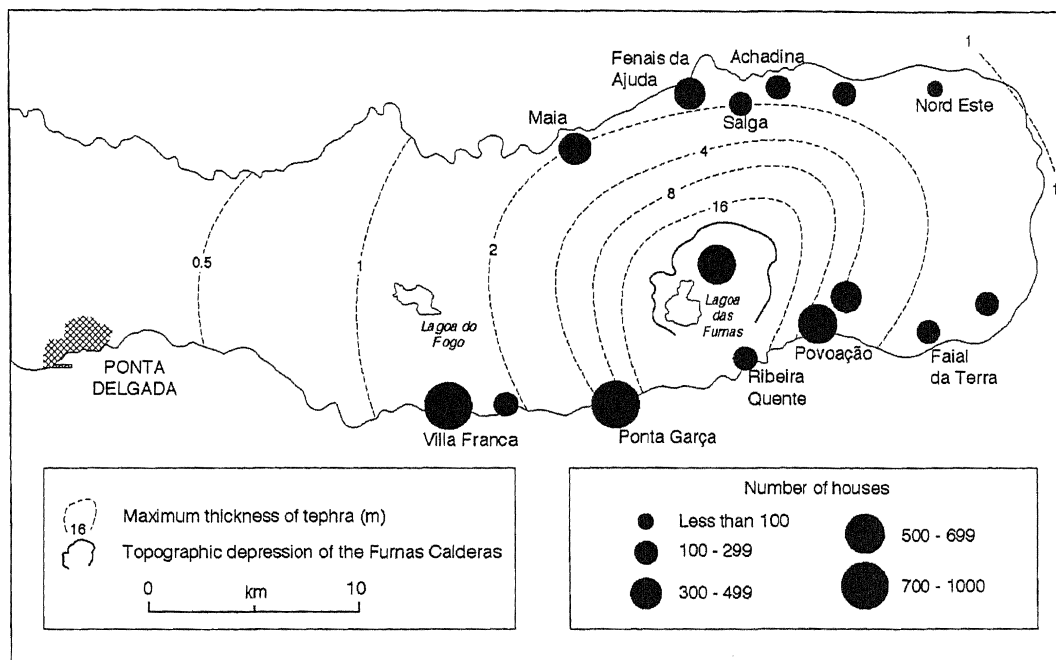 1
Fenais da
Ajuda
Achadina
Maia
Salga
Nord Este
4
8
16
1
2
1
0.5
Lagoa do
Fogo
Lagoa
das
Furnas
PONTA
DELGADA
Povoação
Faial
da Terra
Ribeira
Quente
Villa Franca
Ponta Garça
16
Maximum thickness of tephra (m)
Topographic depression of the Furnas Calderas
0 km 10
Number of houses
Less than 100
100 - 299
300 - 499
500 - 699
700 - 1000